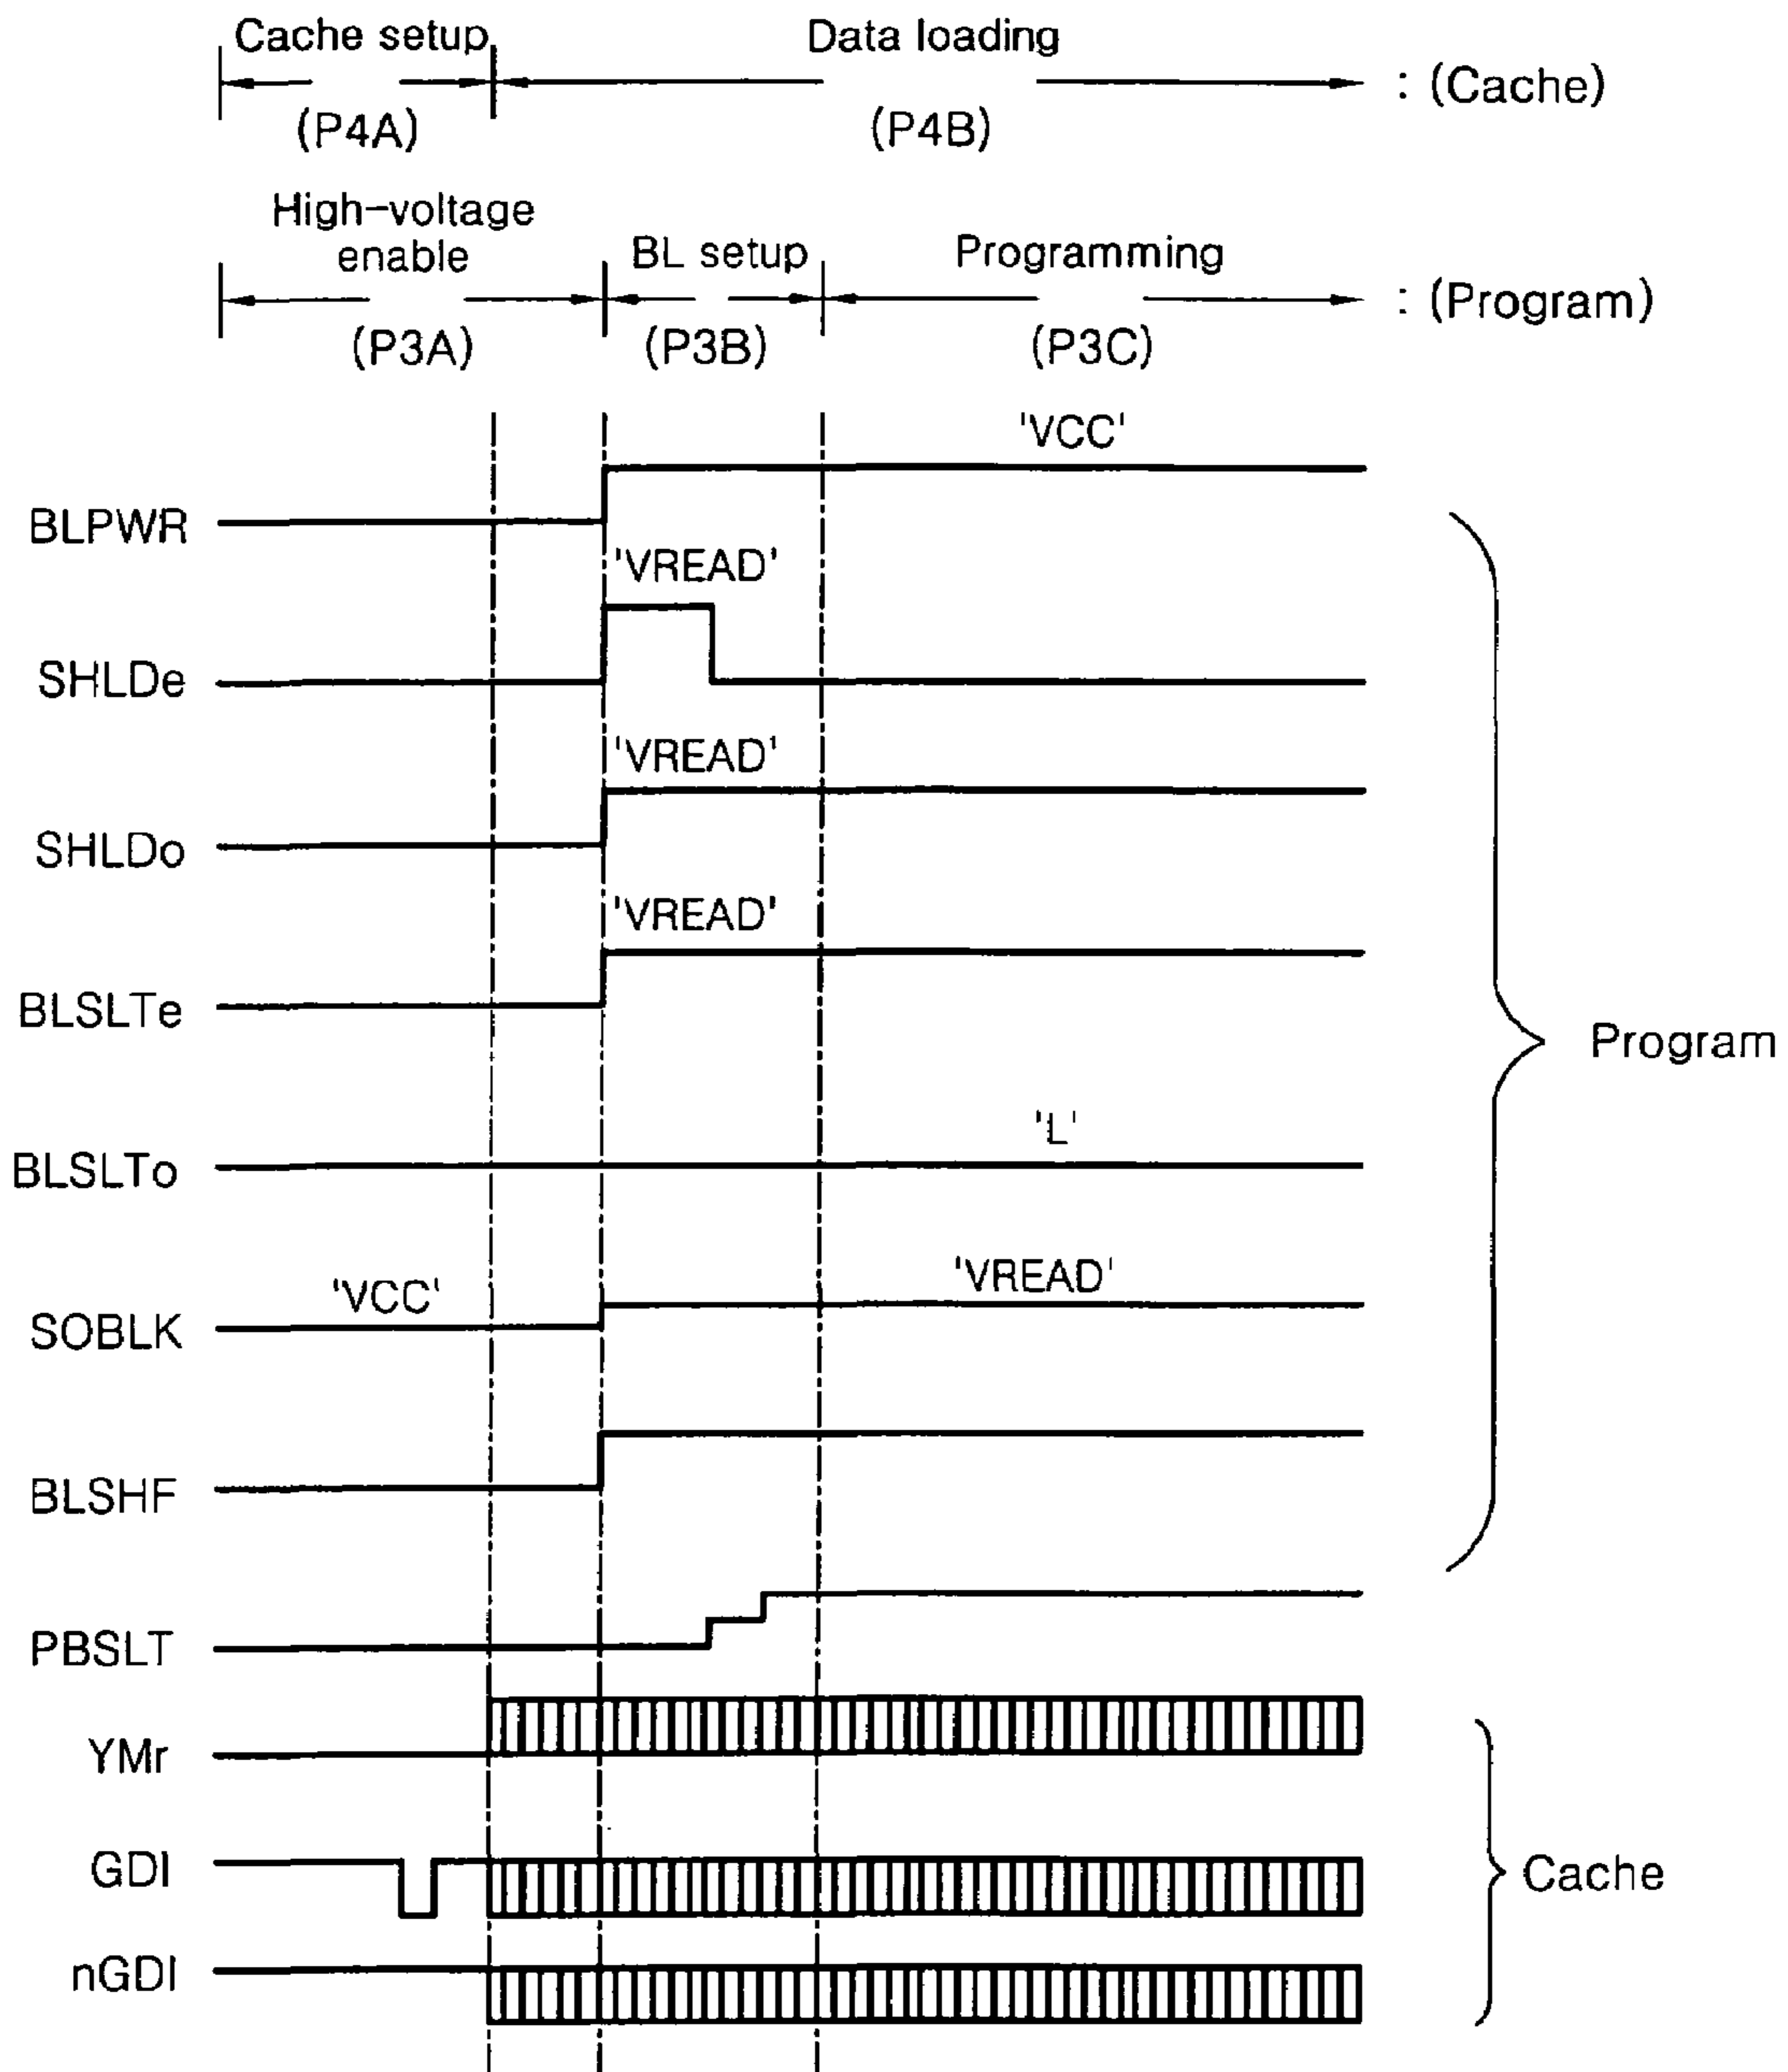 Cache setup Data loading
: (Cache)
(P4A) (P4B)
High-voltage
enable BL setup Programming
: (Program)
(P3A) (P3B) (P3C)
'VCC'
BLPWR
'VREAD'
SHLDe
'VREAD'
SHLDo
'VREAD'
BLSLTe
Program
'L'
BLSLTo
'VCC' 'VREAD'
SOBLK
BLSHF
PBSLT
YMr
GDI
Cache
nGDI